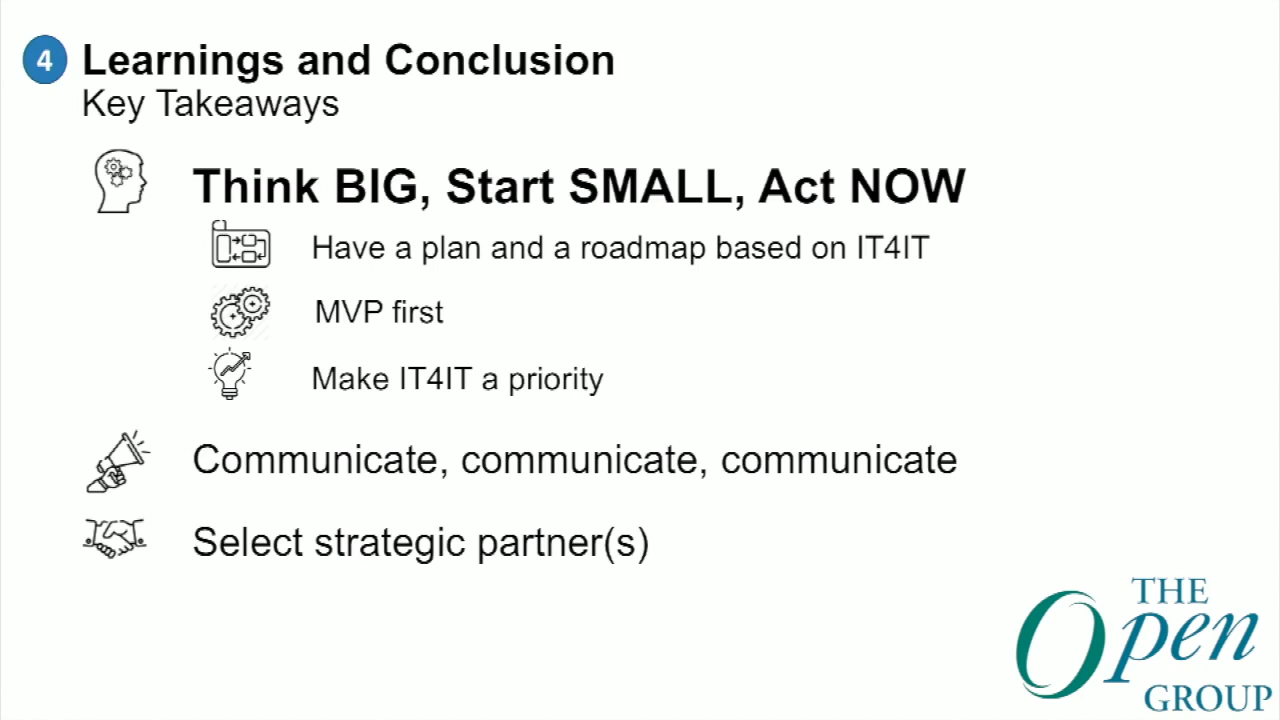 4 Learnings and Conclusion
Key Takeaways
Think BIG, Start SMALL, Act NOW
Have a plan and a roadmap based on IT4IT
MVP first
Make IT4IT a priority
Communicate, communicate, communicate
Select strategic partner(s)
THE
Open
GROUP